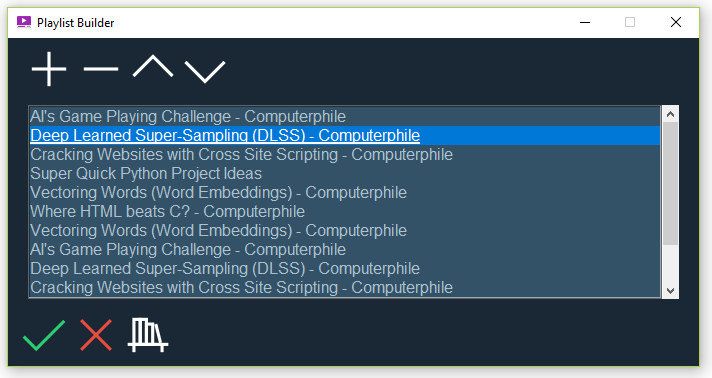 Playlist Builder
AI's Game Playing Challenge - Computerphile
Deep Learned Super-Sampling (DLSS) - Computerphile
Cracking Websites with Cross Site Scripting - Computerphile
Super Quick Python Project Ideas
Vectoring Words (Word Embeddings) - Computerphile
Where HTML beats C? - Computerphile
Vectoring Words (Word Embeddings) - Computerphile
AI's Game Playing Challenge - Computerphile
Deep Learned Super-Sampling (DLSS) - Computerphile
Cracking Websites with Cross Site Scripting - Computerphile